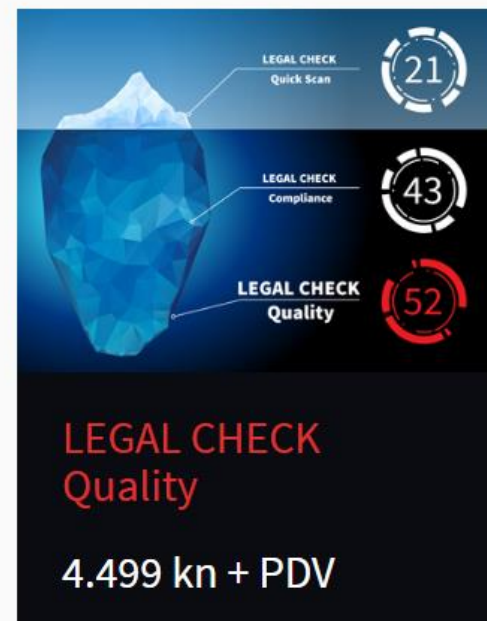 LEGAL CHECK
Quick Scan
21
LEGAL CHECK
Compliance
43
LEGAL CHECK
Quality
52
LEGAL CHECK
Quality
4.499 kn + PDV